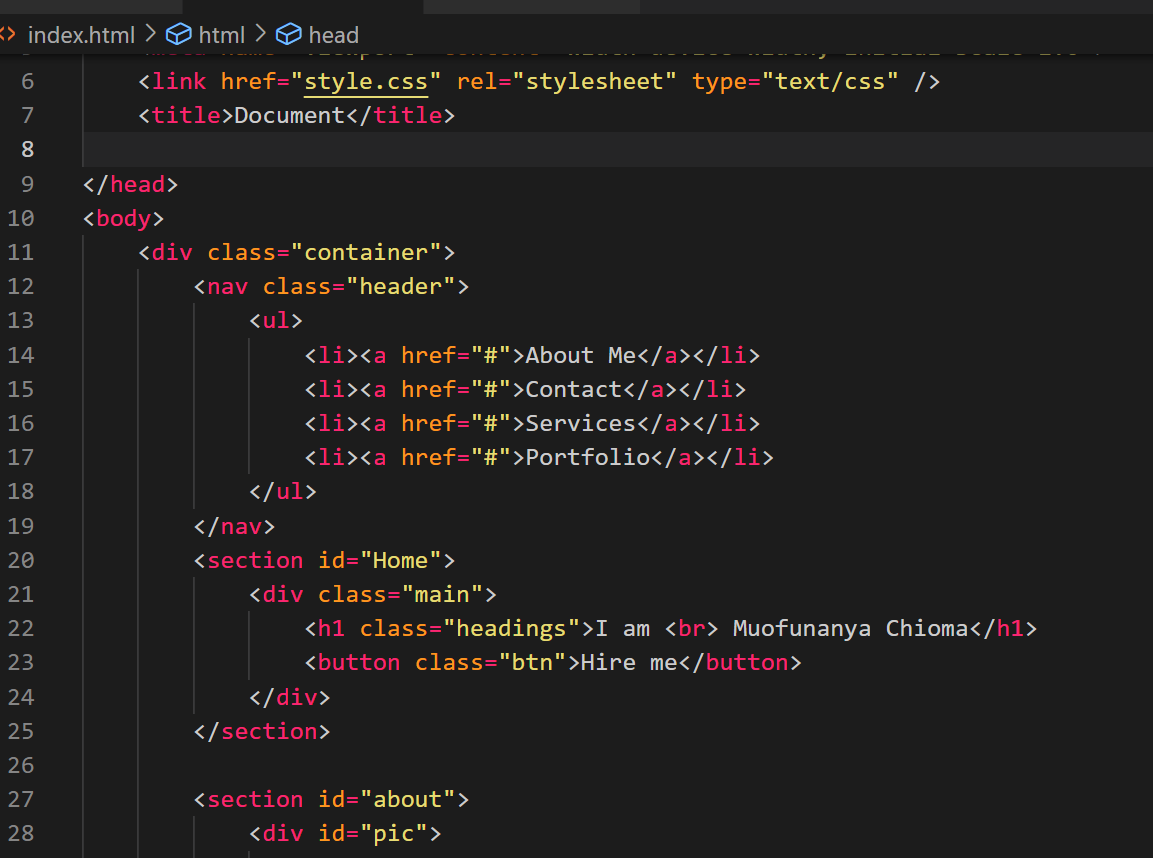 index.html > html > head
6 <link href="style.css" rel="stylesheet" type="text/css" />
7 <title>Document</title>
8
9 </head>
10 <body>
11 <div class="container">
12 <nav class="header">
13 <ul>
14 <li><a href="#">About Me</a></li>
15 <li><a href="#">Contact</a></li>
16 <li><a href="#">Services</a></li>
17 <li><a href="#">Portfolio</a></li>
18 </ul>
19 </nav>
20 <section id="Home">
21 <div class="main">
22 <h1 class="headings">I am <br> Muofunanya Chioma</h1>
23 <button class="btn">Hire me</button>
24 </div>
25 </section>
26
27 <section id="about">
28 <div id="pic">